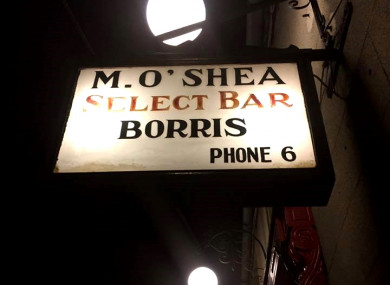 M. O'SHEA
SELECT BAR
BORRIS
PHONE 6